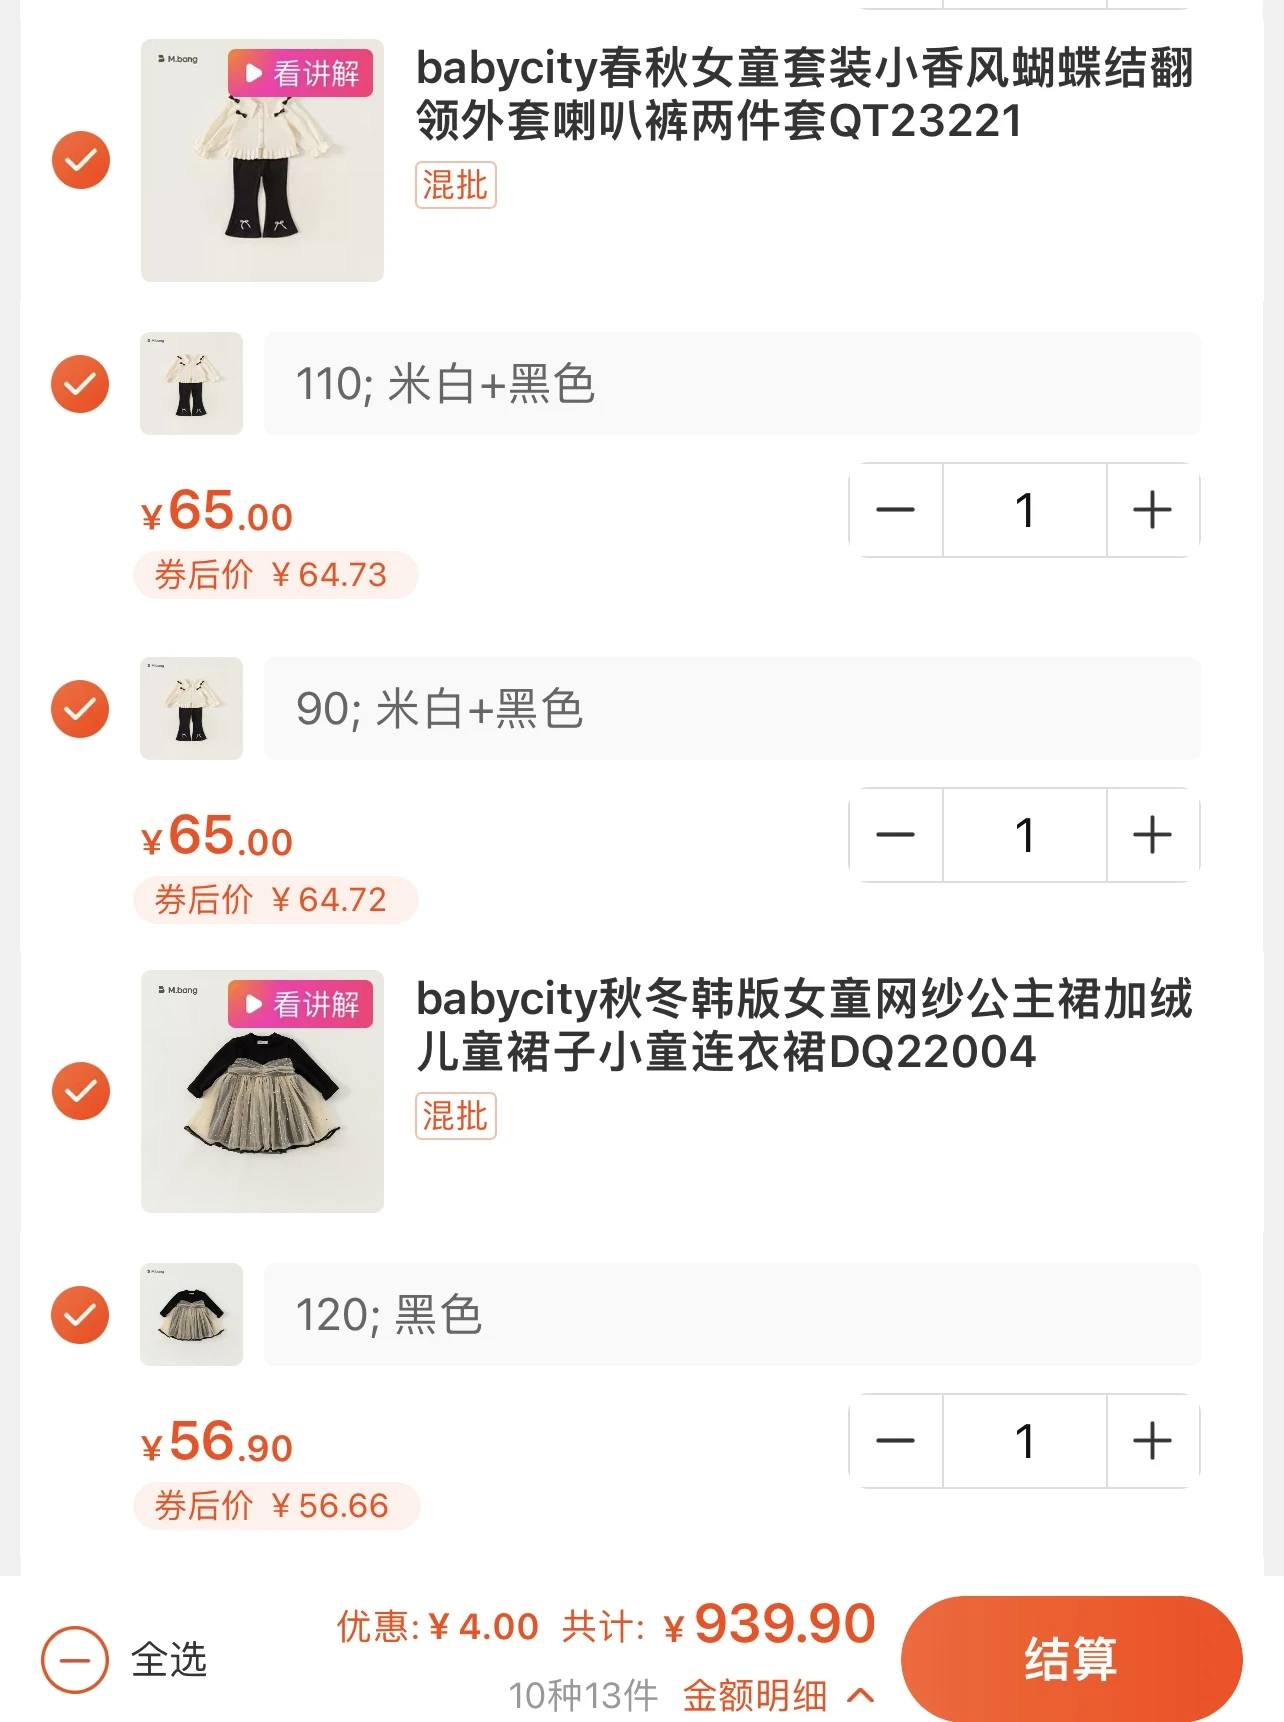 M.bang
看讲解
babycity春秋女童套装小香风蝴蝶结翻
领外套喇叭裤两件套QT23221
混批
110; 米白+黑色
¥65.00
1
券后价 ¥64.73
90; 米白+黑色
¥65.00
1
券后价 ¥64.72
M.bang
看讲解
babycity秋冬韩版女童网纱公主裙加绒
儿童裙子小童连衣裙DQ22004
混批
120; 黑色
¥56.90
1
券后价 ¥56.66
全选
优惠: ¥4.00 共计: ¥939.90
10种13件 金额明细
结算